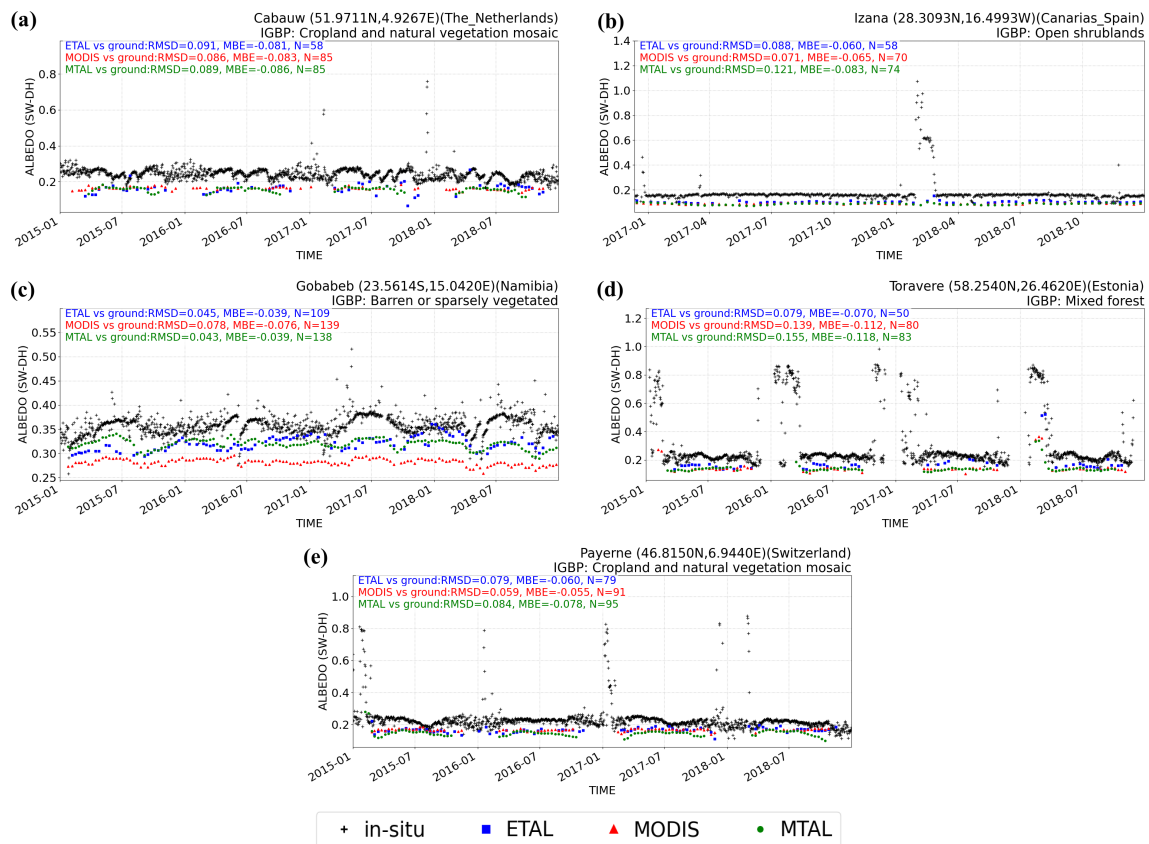 (a)
Cabauw (51.9711N,4.9267E)(The_Netherlands)
IGBP: Cropland and natural vegetation mosaic
ETAL vs ground:RMSD=0.091, MBE=-0.081, N=58
MODIS vs ground:RMSD=0.086, MBE=-0.083, N=85
MTAL vs ground:RMSD=0.089, MBE=-0.086, N=85
ALBEDO (SW-DH)
0.8
0.6
0.4
0.2
2015-01
2015-07
2016-01
2016-07
2017-01
2017-07
2018-01
2018-07
TIME
(b)
Izana (28.3093N,16.4993W)(Canarias_Spain)
IGBP: Open shrublands
ETAL vs ground:RMSD=0.088, MBE=-0.060, N=58
MODIS vs ground:RMSD=0.071, MBE=-0.065, N=70
MTAL vs ground:RMSD=0.121, MBE=-0.083, N=74
ALBEDO (SW-DH)
1.4
1.2
1.0
0.8
0.6
0.4
0.2
2017-01
2017-04
2017-07
2017-10
2018-01
2018-04
2018-07
2018-10
TIME
(c)
Gobabeb (23.5614S,15.0420E)(Namibia)
IGBP: Barren or sparsely vegetated
ETAL vs ground:RMSD=0.045, MBE=-0.039, N=109
MODIS vs ground:RMSD=0.078, MBE=-0.076, N=139
MTAL vs ground:RMSD=0.043, MBE=-0.039, N=138
ALBEDO (SW-DH)
0.55
0.50
0.45
0.40
0.35
0.30
0.25
2015-01
2015-07
2016-01
2016-07
2017-01
2017-07
2018-01
2018-07
TIME
(d)
Toravere (58.2540N,26.4620E)(Estonia)
IGBP: Mixed forest
ETAL vs ground:RMSD=0.079, MBE=-0.070, N=50
MODIS vs ground:RMSD=0.139, MBE=-0.112, N=80
MTAL vs ground:RMSD=0.155, MBE=-0.118, N=83
ALBEDO (SW-DH)
1.2
1.0
0.8
0.6
0.4
0.2
2015-01
2015-07
2016-01
2016-07
2017-01
2017-07
2018-01
2018-07
TIME
(e)
Payerne (46.8150N,6.9440E)(Switzerland)
IGBP: Cropland and natural vegetation mosaic
ETAL vs ground:RMSD=0.079, MBE=-0.060, N=79
MODIS vs ground:RMSD=0.059, MBE=-0.055, N=91
MTAL vs ground:RMSD=0.084, MBE=-0.078, N=95
ALBEDO (SW-DH)
1.0
0.8
0.6
0.4
0.2
2015-01
2015-07
2016-01
2016-07
2017-01
2017-07
2018-01
2018-07
TIME
in-situ ETAL MODIS MTAL